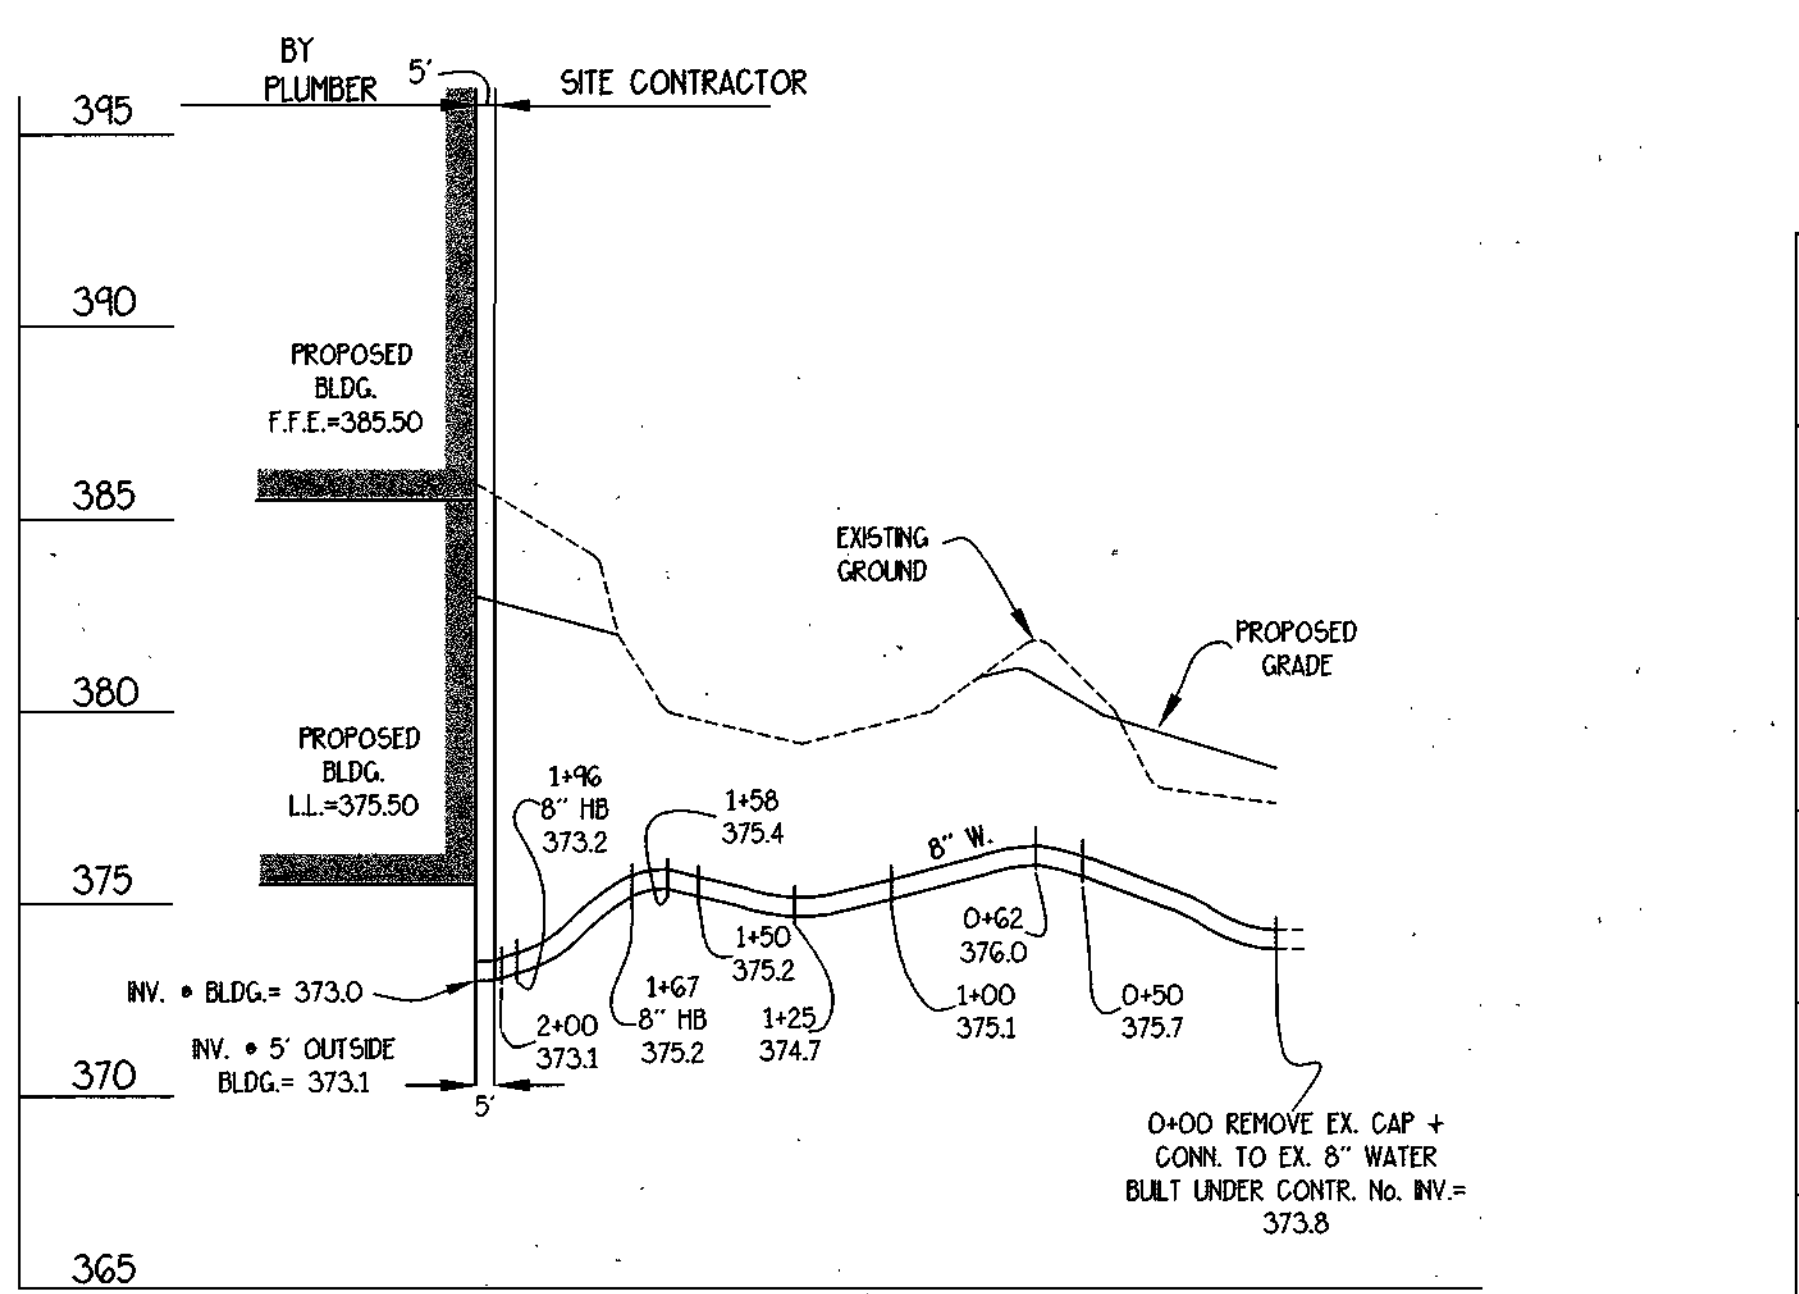 BY
PLUMBER
5'
SITE CONTRACTOR
395
390
PROPOSED
BLDG.
F.F.E.=385.50
385
EXISTING
GROUND
PROPOSED
GRADE
380
PROPOSED
BLDG.
L.L.=375.50
1+96
8" HB
373.2
1+58
375.4
8" W.
375
0+62
376.0
1+50
375.2
INV. @ BLDG.= 373.0
1+67
8" HB
375.2
1+00
375.1
0+50
375.7
2+00
373.1
1+25
374.7
INV. @ 5' OUTSIDE
BLDG.= 373.1
370
5'
0+00 REMOVE EX. CAP +
CONN. TO EX. 8" WATER
BUILT UNDER CONTR. No. INV.=
373.8
365